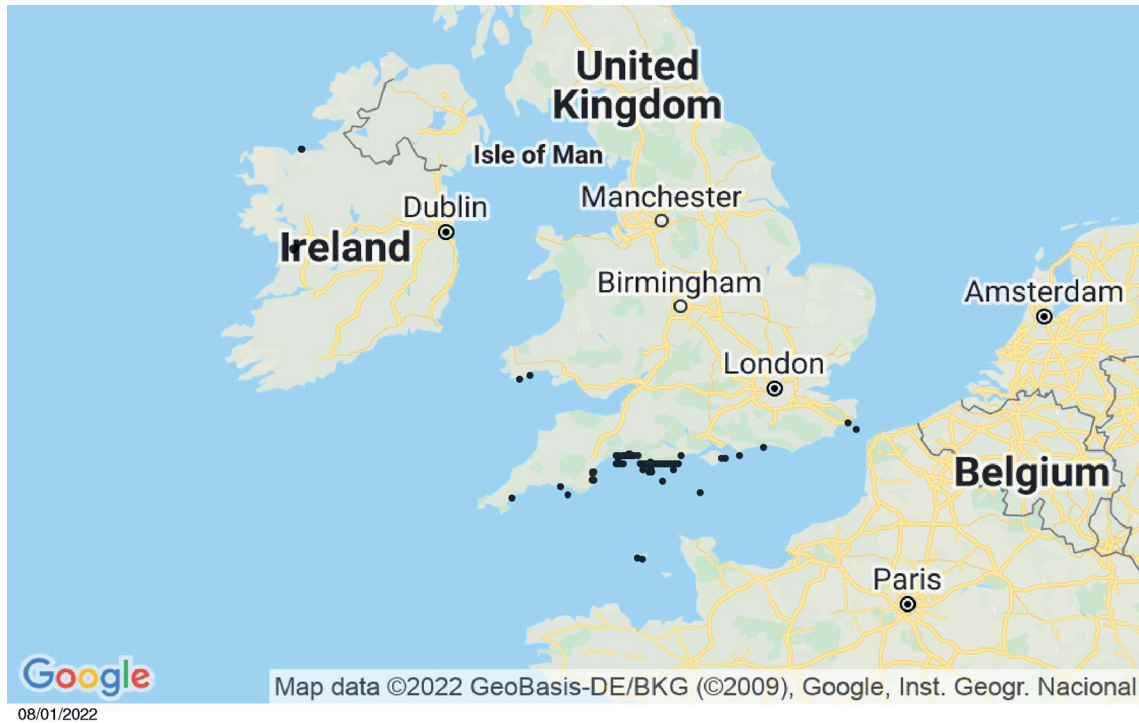 United
Kingdom
Isle of Man
Manchester
Dublin
Ireland
Birmingham
Amsterdam
London
Belgium
Paris
Google
Map data ©2022 GeoBasis-DE/BKG (©2009), Google, Inst. Geogr. Nacional
08/01/2022